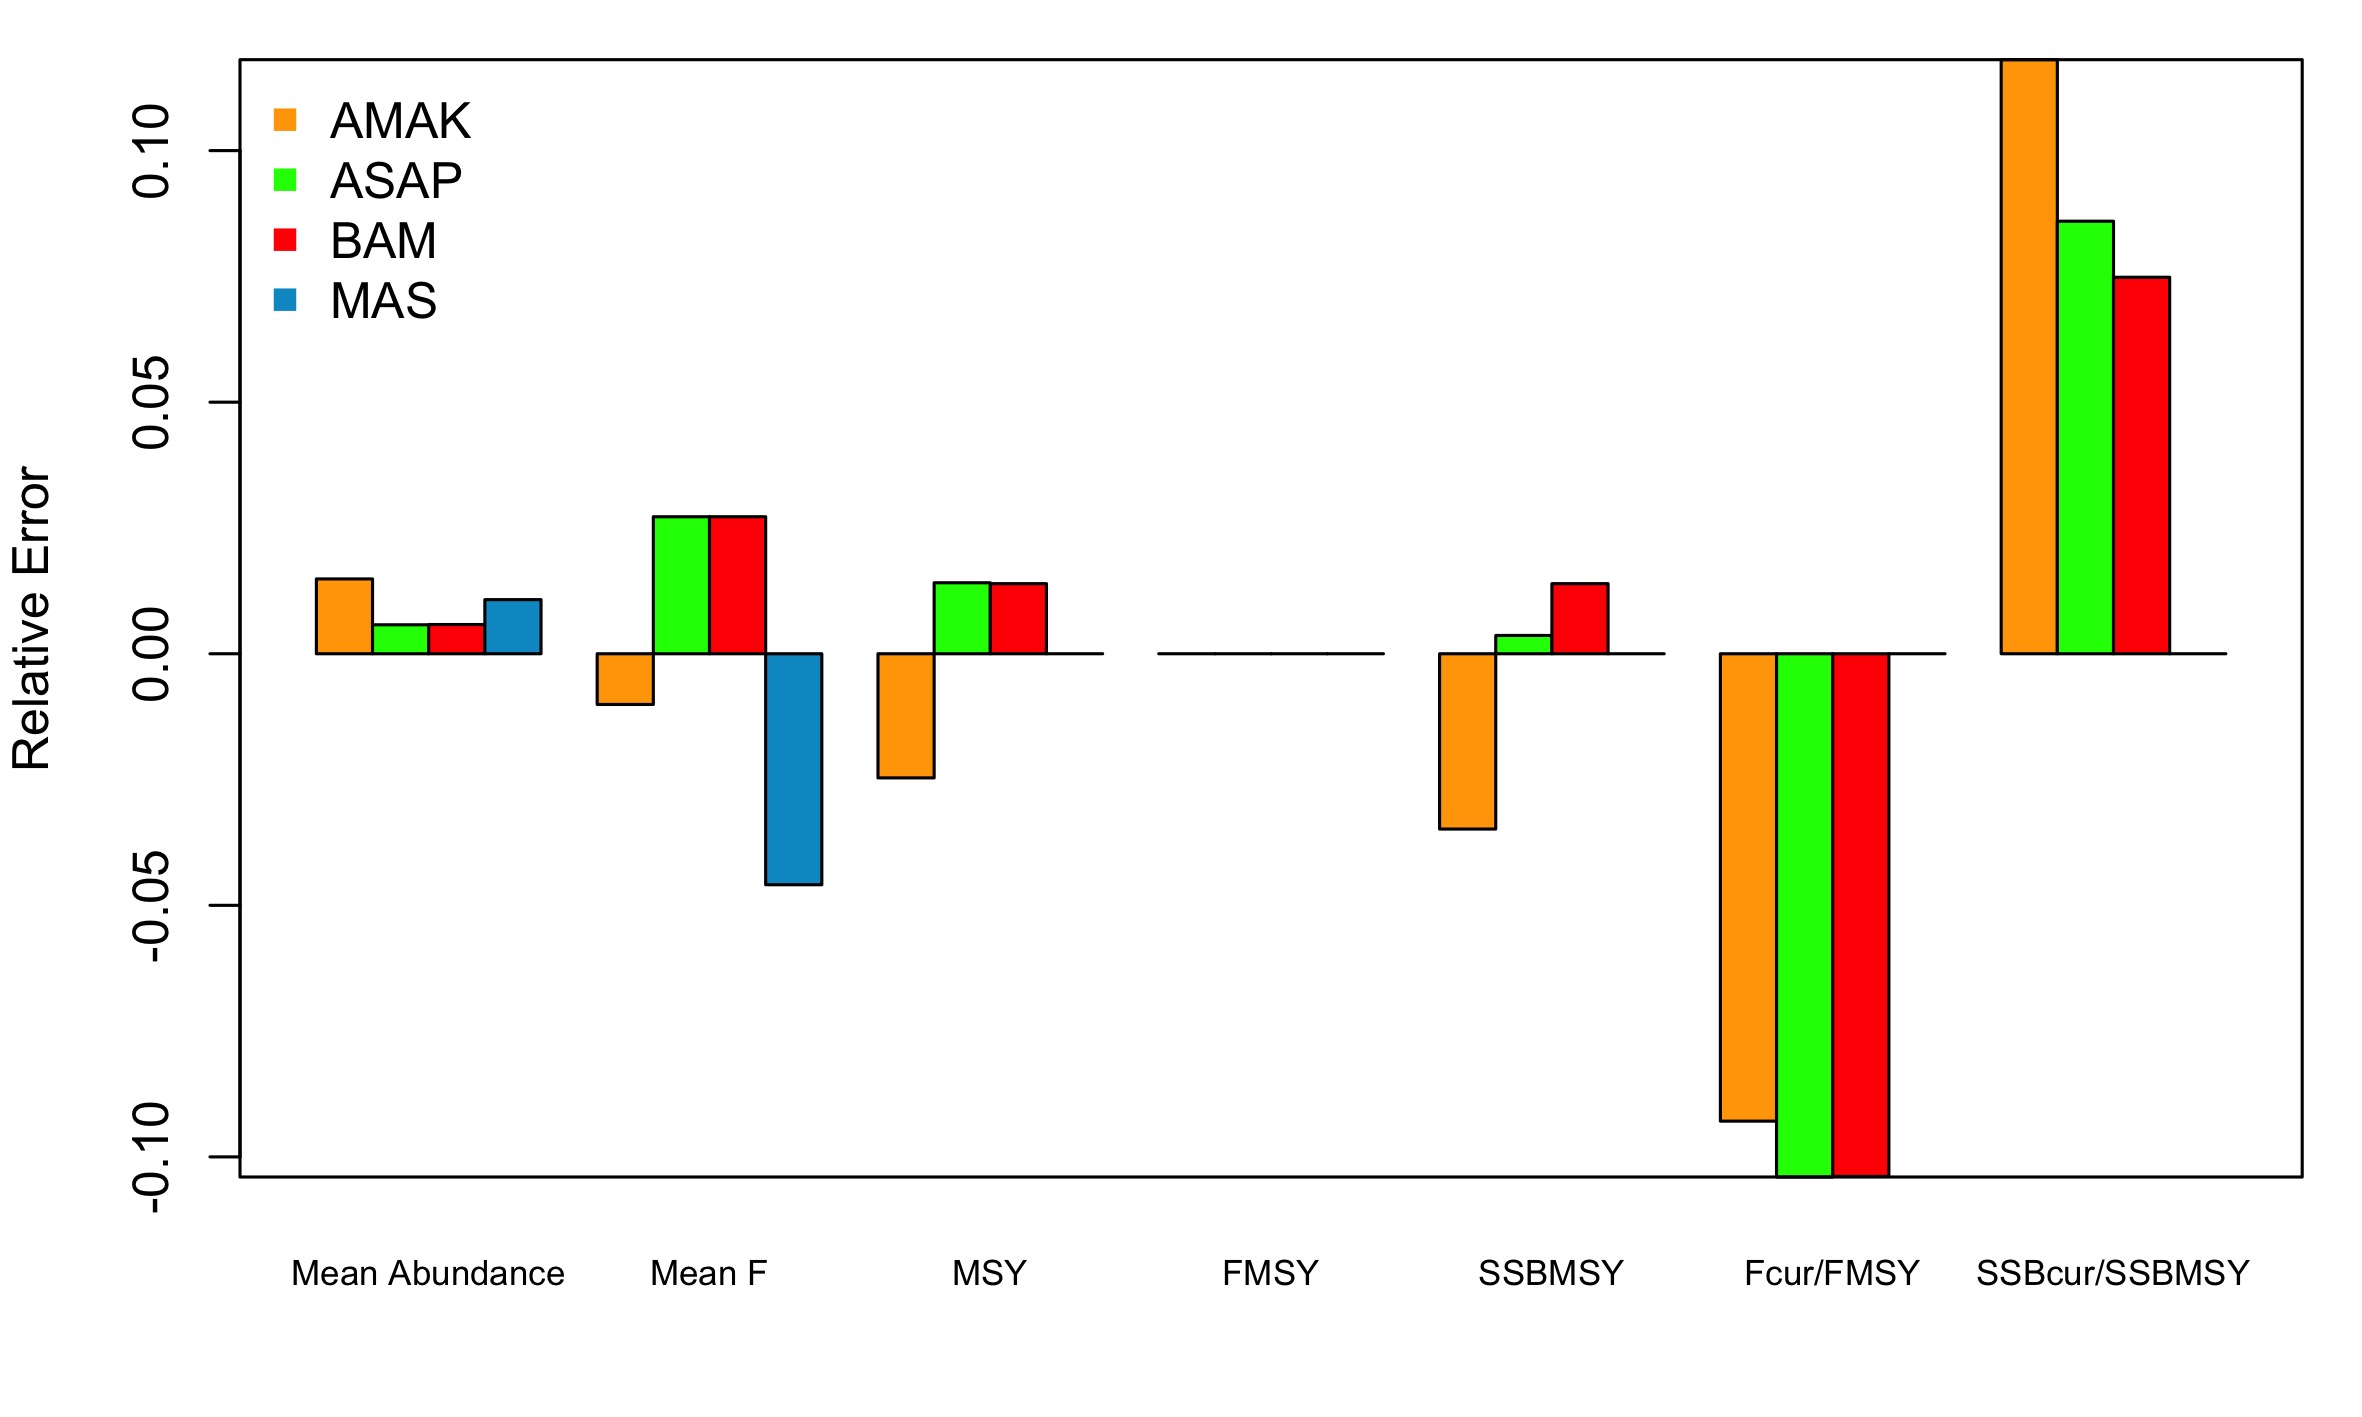 AMAK
ASAP
BAM
MAS
Relative Error
0.10
0.05
0.00
-0.05
-0.10
Mean Abundance Mean F MSY FMSY SSBMSY Fcur/FMSY SSBcur/SSBMSY